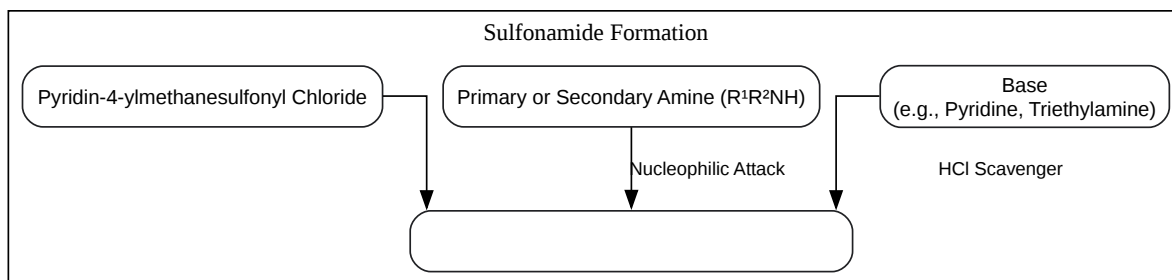 Sulfonamide Formation
Pyridin-4-ylmethanesulfonyl Chloride
Primary or Secondary Amine (R¹R²NH)
Base
(e.g., Pyridine, Triethylamine)
Nucleophilic Attack
HCl Scavenger